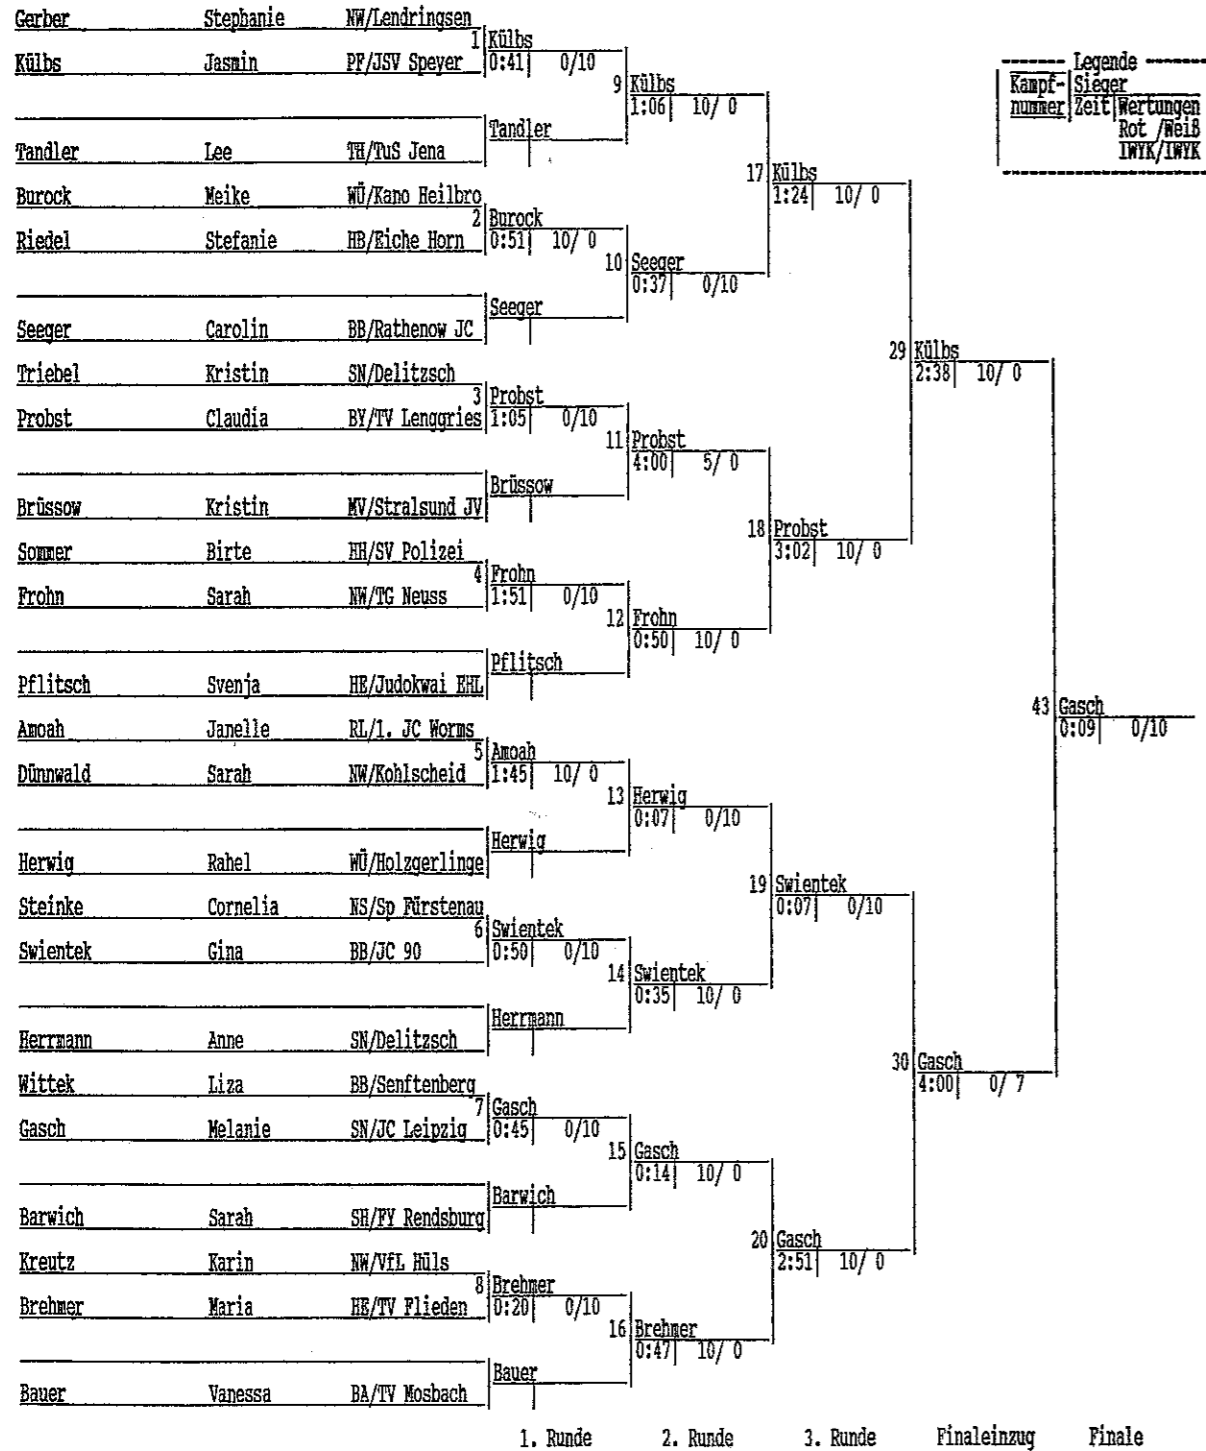 Gerber Stephanie NW/Lendringsen
1 Külbs
Külbs Jasmin PF/JSV Speyer 0:41 0/10
------- Legende -------
9 Külbs
Kampf- Sieger
1:06 10/ 0
nummer Zeit Wertungen
Tandler
Rot /Weiß
Tandler Lee TH/TuS Jena
IWYK/IWYK
17 Külbs
Burock Meike WÜ/Kano Heilbro
1:24 10/ 0
2 Burock
Riedel Stefanie HB/Eiche Horn 0:51 10/ 0
10 Seeger
0:37 0/10
Seeger
Seeger Carolin BB/Rathenow JC
29 Külbs
Triebel Kristin SN/Delitzsch
2:38 10/ 0
3 Probst
Probst Claudia BY/TV Lenggries 1:05 0/10
11 Probst
4:00 5/ 0
Brüssow
Brüssow Kristin MV/Stralsund JV
18 Probst
Sommer Birte HH/SV Polizei
3:02 10/ 0
4 Frohn
Frohn Sarah NW/TG Neuss 1:51 0/10
12 Frohn
0:50 10/ 0
Pflitsch
Pflitsch Svenja HE/Judokwai EHL
43 Gasch
Amoah Janelle RL/1. JC Worms
0:09 0/10
5 Amoah
Dünnwald Sarah NW/Kohlscheid 1:45 10/ 0
13 Herwig
0:07 0/10
Herwig
Herwig Rahel WÜ/Holzgerlinge
19 Swientek
Steinke Cornelia NS/Sp Fürstenau
0:07 0/10
6 Swientek
Swientek Gina BB/JC 90 0:50 0/10
14 Swientek
0:35 10/ 0
Herrmann
Herrmann Anne SN/Delitzsch
30 Gasch
Wittek Liza BB/Senftenberg
4:00 0/ 7
7 Gasch
Gasch Melanie SN/JC Leipzig 0:45 0/10
15 Gasch
0:14 10/ 0
Barwich
Barwich Sarah SH/FY Rendsburg
20 Gasch
Kreutz Karin NW/VfL Hüls
2:51 10/ 0
8 Brehmer
Brehmer Maria HE/TV Flieden 0:20 0/10
16 Brehmer
0:47 10/ 0
Bauer
Bauer Vanessa BA/TV Mosbach
1. Runde 2. Runde 3. Runde Finaleinzug Finale